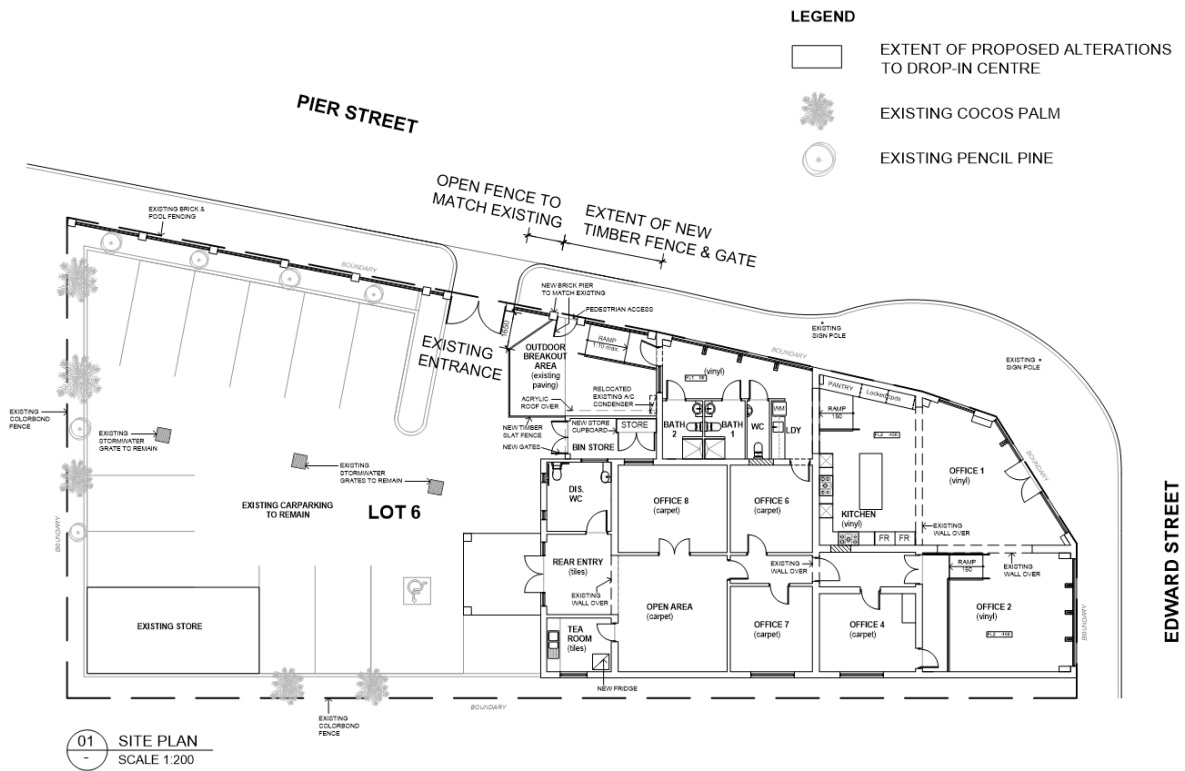 LEGEND
EXTENT OF PROPOSED ALTERATIONS
TO DROP-IN CENTRE
EXISTING COCOS PALM
EXISTING PENCIL PINE
PIER STREET
OPEN FENCE TO
MATCH EXISTING
EXTENT OF NEW
TIMBER FENCE & GATE
EXISTING BRICK &
POOL FENCING
BOUNDARY
NEW BRICK PIER
TO MATCH EXISTING
PEDESTRIAN ACCESS
EXISTING
SIGN POLE
BOUNDARY
EXISTING
SIGN POLE
EXISTING
ENTRANCE
OUTDOOR
BREAKOUT
AREA
(existing
paving)
RAMP
1:10 max.
ACRYLIC
ROOF OVER
RELOCATED
EXISTING A/C
CONDENSER
(vinyl)
PANTRY
RAMP
150
BATH
2
BATH
1
WC
WM
LDY
EXISTING
COLORBOND
FENCE
EXISTING
STORMWATER
GRATE TO REMAIN
NEW TIMBER
SLAT FENCE
NEW GATES
NEW STORE
CUPBOARD
STORE
BIN STORE
EXISTING
STORMWATER
GRATES TO REMAIN
EXISTING CARPARKING
TO REMAIN
LOT 6
DIS.
WC
OFFICE 8
(carpet)
OFFICE 6
(carpet)
KITCHEN
(vinyl)
FR
FR
OFFICE 1
(vinyl)
BOUNDARY
EXISTING
WALL OVER
EDWARD STREET
BOUNDARY
REAR ENTRY
(tiles)
EXISTING
WALL OVER
EXISTING
WALL OVER
RAMP
150
EXISTING
WALL OVER
OPEN AREA
(carpet)
OFFICE 7
(carpet)
OFFICE 4
(carpet)
OFFICE 2
(vinyl)
BOUNDARY
EXISTING STORE
TEA
ROOM
(tiles)
NEW FRIDGE
BOUNDARY
EXISTING
COLORBOND
FENCE
01
-
SITE PLAN
SCALE 1:200